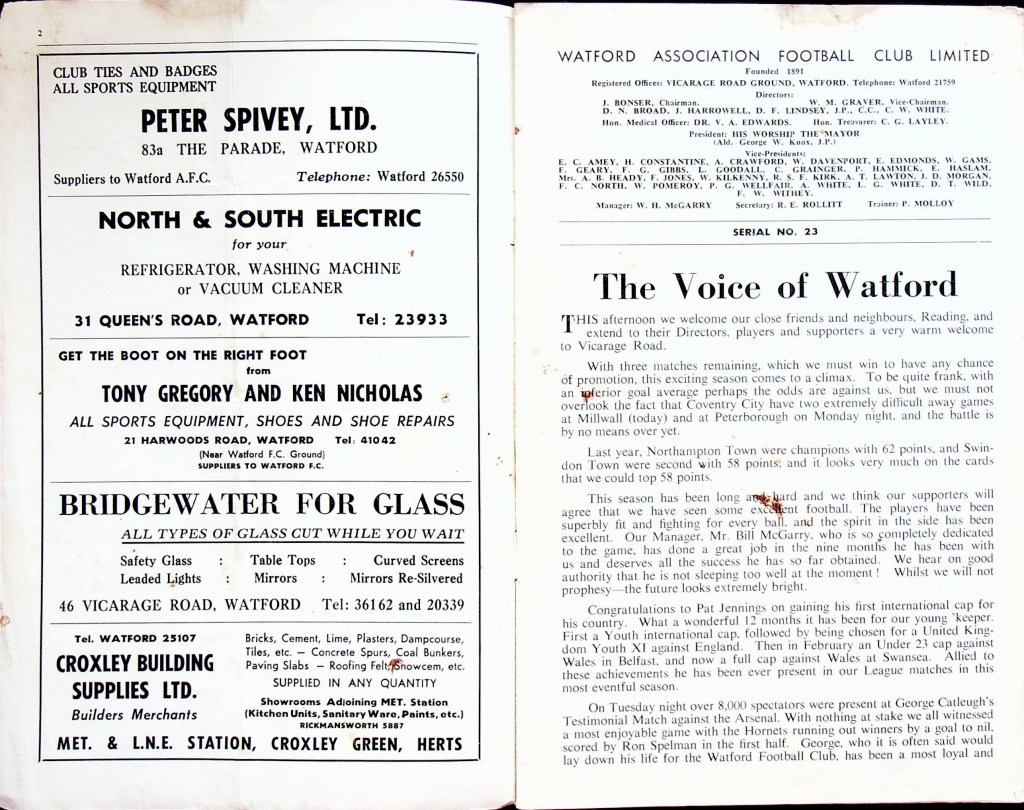 2
CLUB TIES AND BADGES
ALL SPORTS EQUIPMENT
PETER SPIVEY, LTD.
83a THE PARADE, WATFORD
Suppliers to Watford A.F.C. Telephone: Watford 26550
NORTH & SOUTH ELECTRIC
for your
REFRIGERATOR, WASHING MACHINE
or VACUUM CLEANER
31 QUEEN'S ROAD, WATFORD Tel: 23933
GET THE BOOT ON THE RIGHT FOOT
from
TONY GREGORY AND KEN NICHOLAS
ALL SPORTS EQUIPMENT, SHOES AND SHOE REPAIRS
21 HARWOODS ROAD, WATFORD Tel: 41042
(Near Watford F.C. Ground)
SUPPLIERS TO WATFORD F.C.
BRIDGEWATER FOR GLASS
ALL TYPES OF GLASS CUT WHILE YOU WAIT
Safety Glass : Table Tops : Curved Screens
Leaded Lights : Mirrors : Mirrors Re-Silvered
46 VICARAGE ROAD, WATFORD Tel: 36162 and 20339
Tel. WATFORD 25107
CROXLEY BUILDING
SUPPLIES LTD.
Builders Merchants
Bricks, Cement, Lime, Plasters, Dampcourse,
Tiles, etc. — Concrete Spurs, Coal Bunkers,
Paving Slabs — Roofing Felt, Snowcem, etc.
SUPPLIED IN ANY QUANTITY
Showrooms Adjoining MET. Station
(Kitchen Units, Sanitary Ware, Paints, etc.)
RICKMANSWORTH 5887
MET. & L.N.E. STATION, CROXLEY GREEN, HERTS
WATFORD ASSOCIATION FOOTBALL CLUB LIMITED
Founded 1891
Registered Offices: VICARAGE ROAD GROUND, WATFORD. Telephone: Watford 21759
Directors:
J. BONSER, Chairman. W. M. GRAVER, Vice-Chairman.
D. N. BROAD, J. HARROWELL, D. F. LINDSEY, J.P., C.C., C. W. WHITE.
Hon. Medical Officer: DR. V. A. EDWARDS. Hon. Treasurer: C. G. LAYLEY.
President: HIS WORSHIP THE MAYOR
(Ald. George W. Knox, J.P.)
Vice-Presidents:
E. C. AMEY, H. CONSTANTINE, A. CRAWFORD, W. DAVENPORT, E. EDMONDS, W. GAMS,
F. GEARY, F. G. GIBBS, L. GOODALL, C. GRAINGER, P. HAMMICK, E. HASLAM,
Mrs. A. B. HEADY, F. JONES, W. KILKENNY, R. S. F. KIRK, A. T. LAWTON, J. D. MORGAN,
F. C. NORTH, W. POMEROY, P. G. WELLFAIR, A. WHITE, L. G. WHITE, D. T. WILD,
F. W. WITHEY.
Manager: W. H. McGARRY Secretary: R. E. ROLLITT Trainer: P. MOLLOY
SERIAL NO. 23
The Voice of Watford
THIS afternoon we welcome our close friends and neighbours, Reading, and
extend to their Directors, players and supporters a very warm welcome
to Vicarage Road.
With three matches remaining, which we must win to have any chance
of promotion, this exciting season comes to a climax. To be quite frank, with
an inferior goal average perhaps the odds are against us, but we must not
overlook the fact that Coventry City have two extremely difficult away games
at Millwall (today) and at Peterborough on Monday night, and the battle is
by no means over yet.
Last year, Northampton Town were champions with 62 points, and Swin-
don Town were second with 58 points, and it looks very much on the cards
that we could top 58 points.
This season has been long and hard and we think our supporters will
agree that we have seen some excellent football. The players have been
superbly fit and fighting for every ball, and the spirit in the side has been
excellent. Our Manager, Mr. Bill McGarry, who is so completely dedicated
to the game, has done a great job in the nine months he has been with
us and deserves all the success he has so far obtained. We hear on good
authority that he is not sleeping too well at the moment! Whilst we will not
prophesy—the future looks extremely bright.
Congratulations to Pat Jennings on gaining his first international cap for
his country. What a wonderful 12 months it has been for our young 'keeper.
First a Youth international cap, followed by being chosen for a United King-
dom Youth XI against England. Then in February an Under 23 cap against
Wales in Belfast, and now a full cap against Wales at Swansea. Allied to
these achievements he has been ever present in our League matches in this
most eventful season.
On Tuesday night over 8,000 spectators were present at George Catleugh's
Testimonial Match against the Arsenal. With nothing at stake we all witnessed
a most enjoyable game with the Hornets running out winners by a goal to nil,
scored by Ron Spelman in the first half. George, who it is often said would
lay down his life for the Watford Football Club, has been a most loyal and